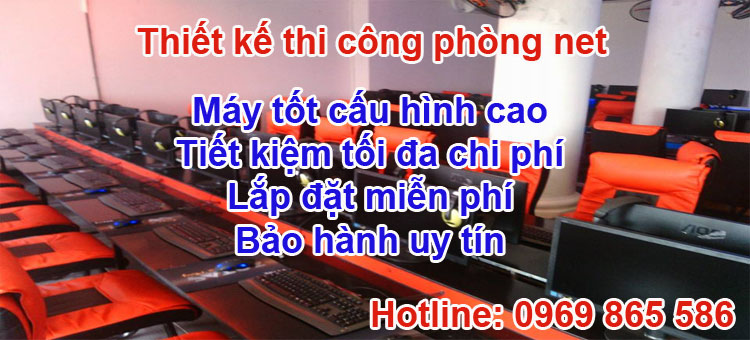 Thiết kế thi công phòng net
Máy tốt cấu hình cao
Tiết kiệm tối đa chi phí
Lắp đặt miễn phí
Bảo hành uy tín
AOC
Hotline: 0969 865 586